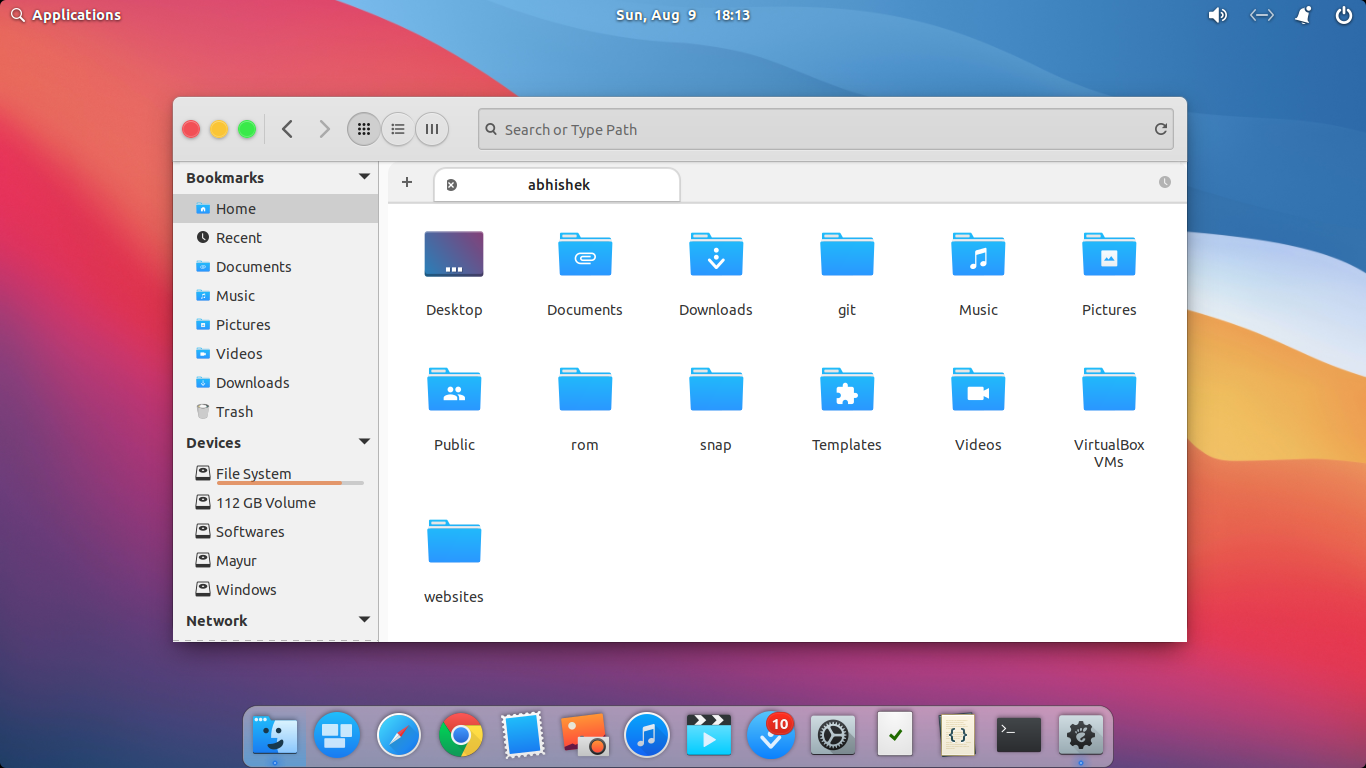 Applications
Sun, Aug 9 18:13
Search or Type Path
Bookmarks
Home
Recent
Documents
Music
Pictures
Videos
Downloads
Trash
Devices
File System
112 GB Volume
Softwares
Mayur
Windows
Network
abhishek
Desktop
Documents
Downloads
git
Music
Pictures
Public
rom
snap
Templates
Videos
VirtualBox
VMs
websites
10
{}
>_